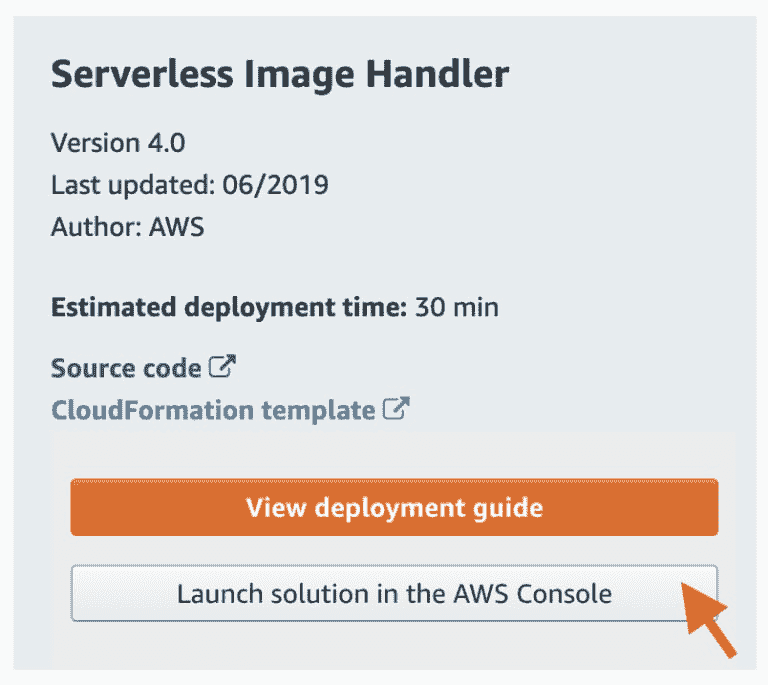 Serverless Image Handler
Version 4.0
Last updated: 06/2019
Author: AWS
Estimated deployment time: 30 min
Source code
CloudFormation template
View deployment guide
Launch solution in the AWS Console